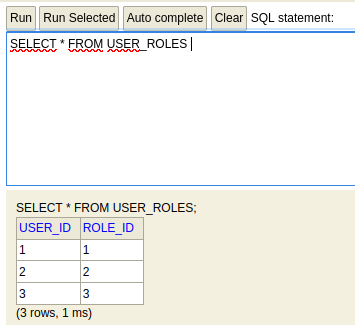 Run Run Selected Auto complete Clear SQL statement:
SELECT * FROM USER_ROLES
SELECT * FROM USER_ROLES;
USER_ID ROLE_ID
1 1
2 2
3 3
(3 rows, 1 ms)